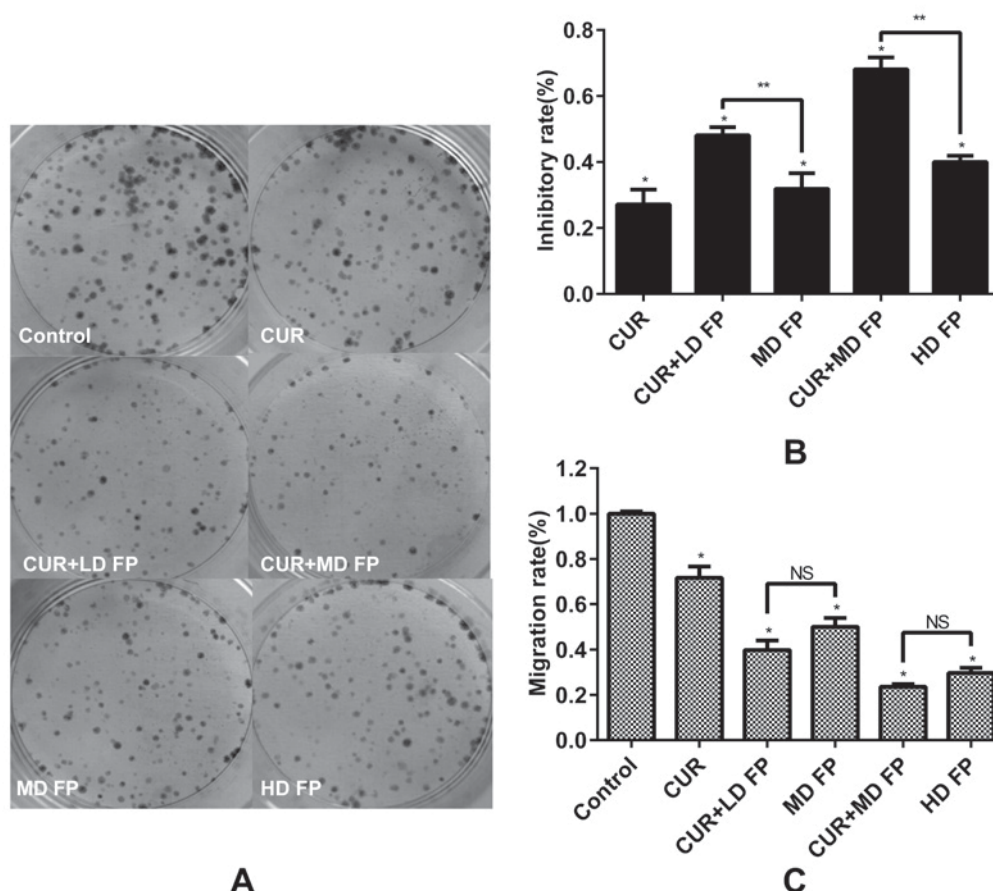 Control
CUR
CUR+LD FP
CUR+MD FP
MD FP
HD FP
A
Inhibitory rate(%)
0.8
0.6
0.4
0.2
0.0
**
**
*
*
*
*
*
CUR
CUR+LD FP
MD FP
CUR+MD FP
HD FP
B
Migration rate(%)
1.2
1.0
0.8
0.6
0.4
0.2
0.0
NS
NS
*
*
*
*
*
Control
CUR
CUR+LD FP
MD FP
CUR+MD FP
HD FP
C